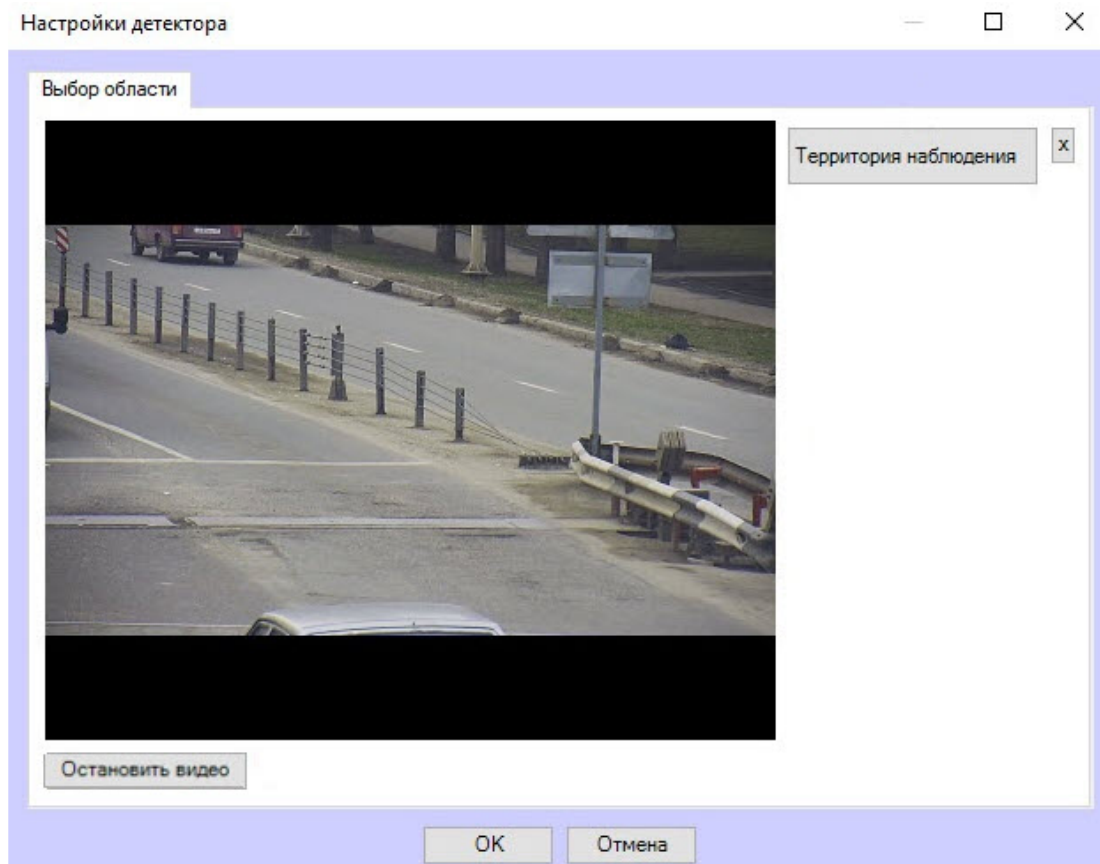 Настройки детектора
Выбор области
Территория наблюдения
x
Остановить видео
OK
Отмена